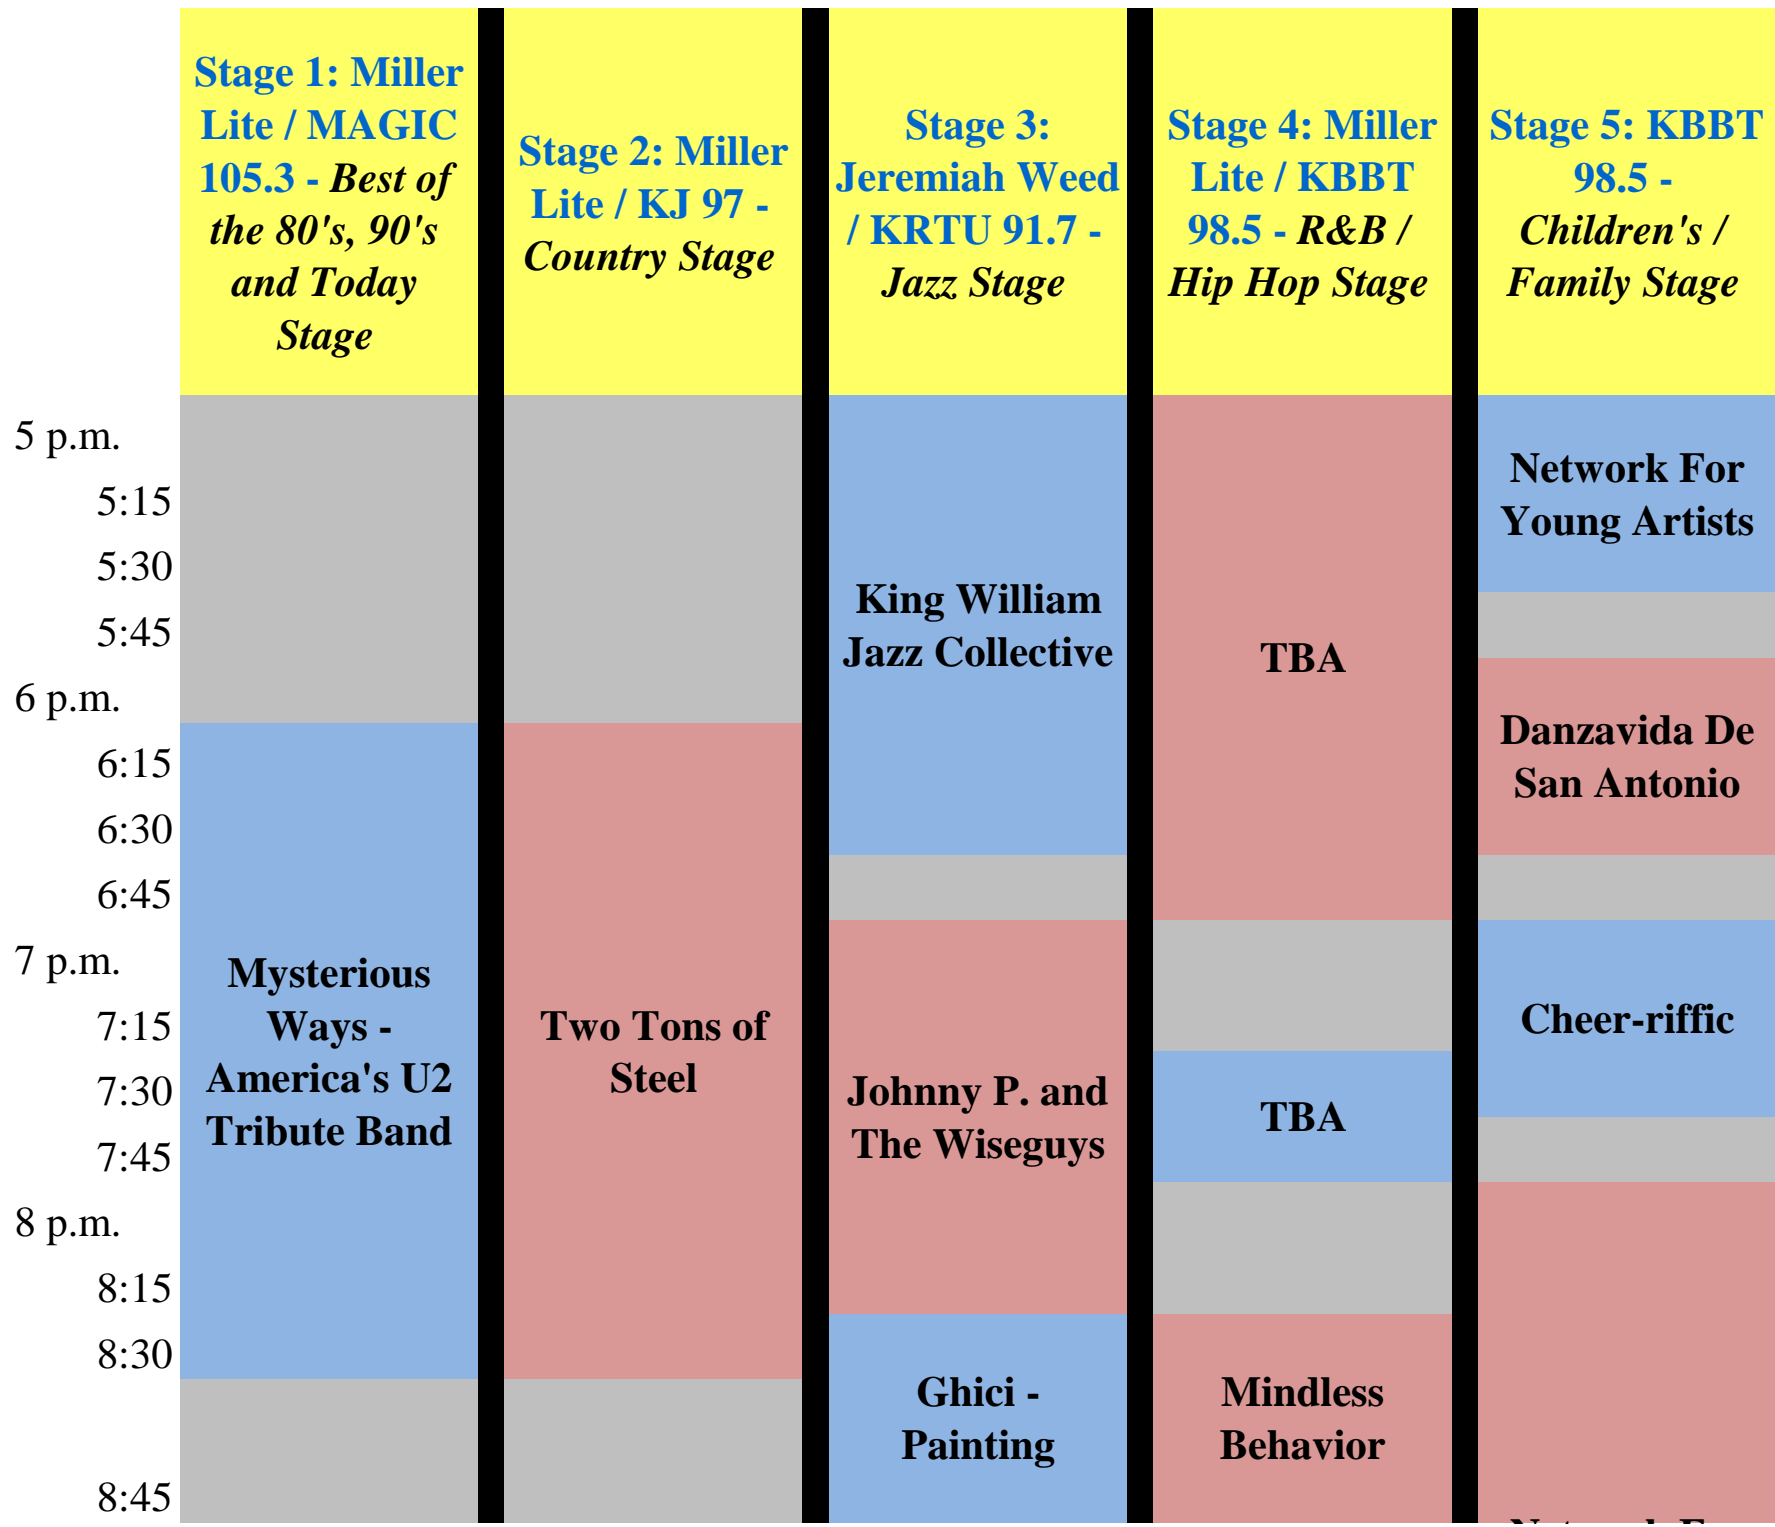 Stage 1: Miller
Lite / MAGIC
105.3 - Best of
the 80's, 90's
and Today
Stage
Stage 2: Miller
Lite / KJ 97 -
Country Stage
Stage 3:
Jeremiah Weed
/ KRTU 91.7 -
Jazz Stage
Stage 4: Miller
Lite / KBBT
98.5 - R&B /
Hip Hop Stage
Stage 5: KBBT
98.5 -
Children's /
Family Stage
5 p.m.
5:15
5:30
5:45
6 p.m.
6:15
6:30
6:45
7 p.m.
7:15
7:30
7:45
8 p.m.
8:15
8:30
8:45
Mysterious
Ways -
America's U2
Tribute Band
Two Tons of
Steel
King William
Jazz Collective
Johnny P. and
The Wiseguys
Ghici -
Painting
TBA
TBA
Mindless
Behavior
Network For
Young Artists
Danzavida De
San Antonio
Cheer-riffic